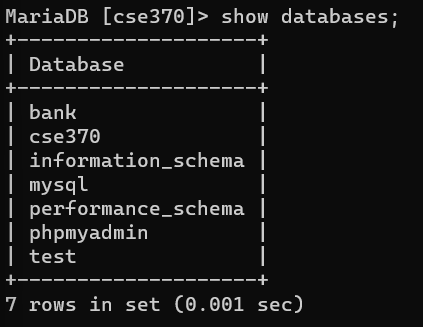 MariaDB [cse370]> show databases;
+--------------------+
| Database           |
+--------------------+
| bank               |
| cse370             |
| information_schema |
| mysql              |
| performance_schema |
| phpmyadmin         |
| test               |
+--------------------+
7 rows in set (0.001 sec)